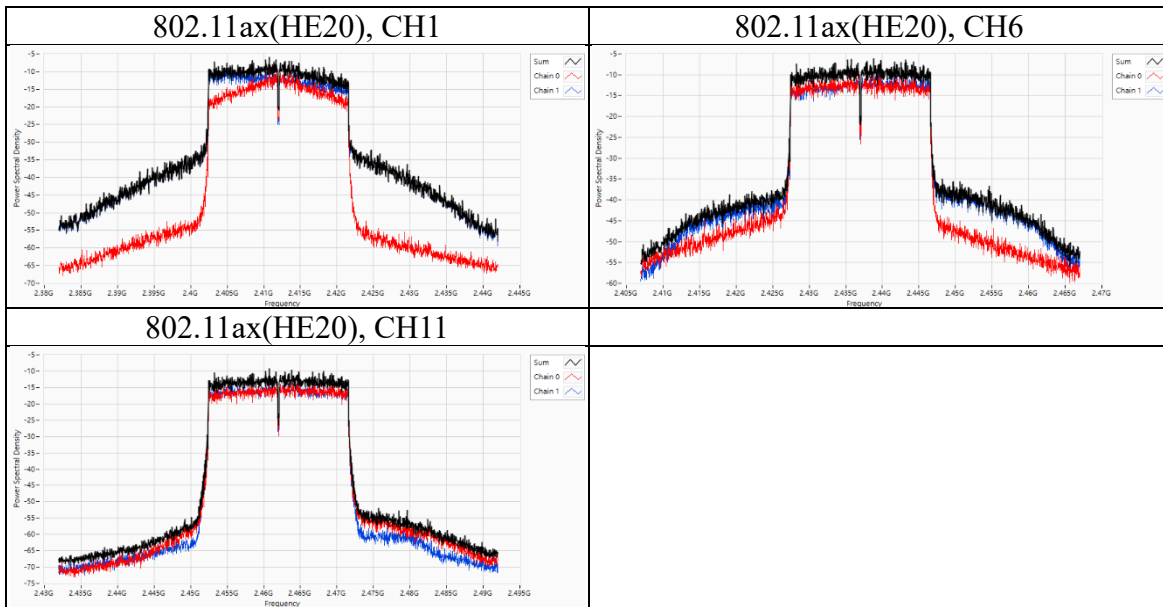 802.11ax(HE20), CH1
802.11ax(HE20), CH6
Power Spectral Density
-5
-10
-15
-20
-25
-30
-35
-40
-45
-50
-55
-60
-65
-70
2.38G 2.385G 2.39G 2.395G 2.4G 2.405G 2.41G 2.415G 2.42G 2.425G 2.43G 2.435G 2.44G 2.445G
Frequency
Sum
Chain 0
Chain 1
Power Spectral Density
-5
-10
-15
-20
-25
-30
-35
-40
-45
-50
-55
-60
2.405G 2.41G 2.415G 2.42G 2.425G 2.43G 2.435G 2.44G 2.445G 2.45G 2.455G 2.46G 2.465G 2.47G
Frequency
Sum
Chain 0
Chain 1
802.11ax(HE20), CH11
Power Spectral Density
-5
-10
-15
-20
-25
-30
-35
-40
-45
-50
-55
-60
-65
-70
-75
2.43G 2.435G 2.44G 2.445G 2.45G 2.455G 2.46G 2.465G 2.47G 2.475G 2.48G 2.485G 2.49G 2.495G
Frequency
Sum
Chain 0
Chain 1